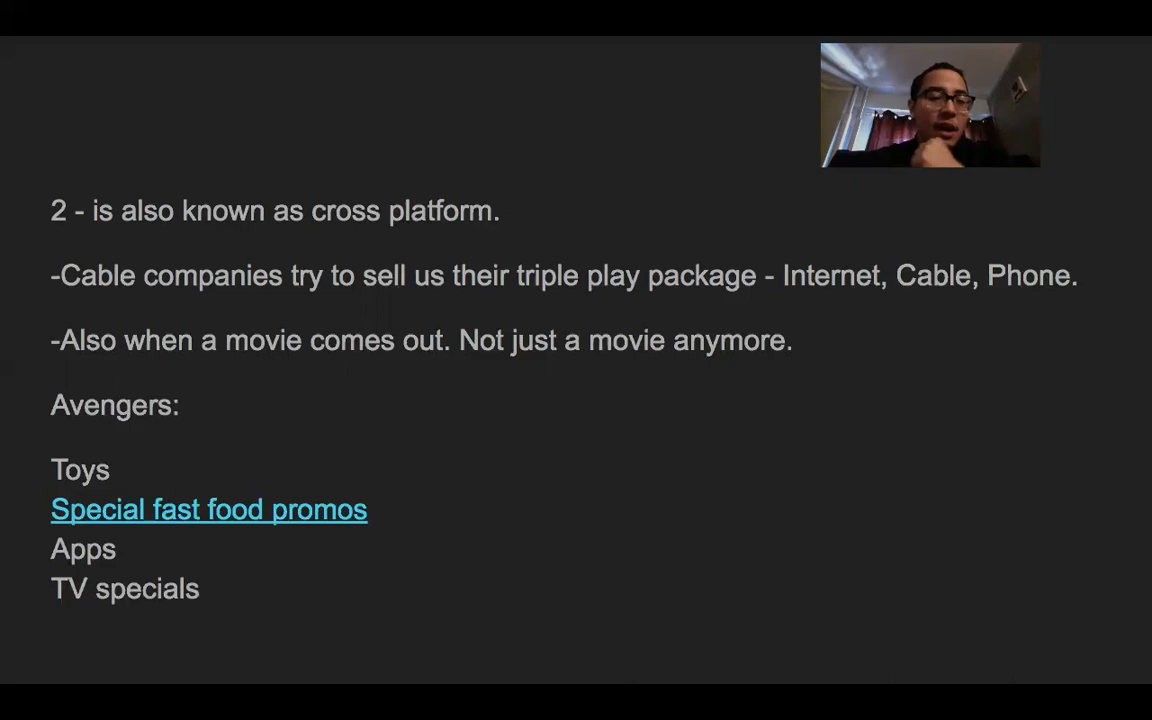 2 - is also known as cross platform.
-Cable companies try to sell us their triple play package - Internet, Cable, Phone.
-Also when a movie comes out. Not just a movie anymore.
Avengers:
Toys
Special fast food promos
Apps
TV specials